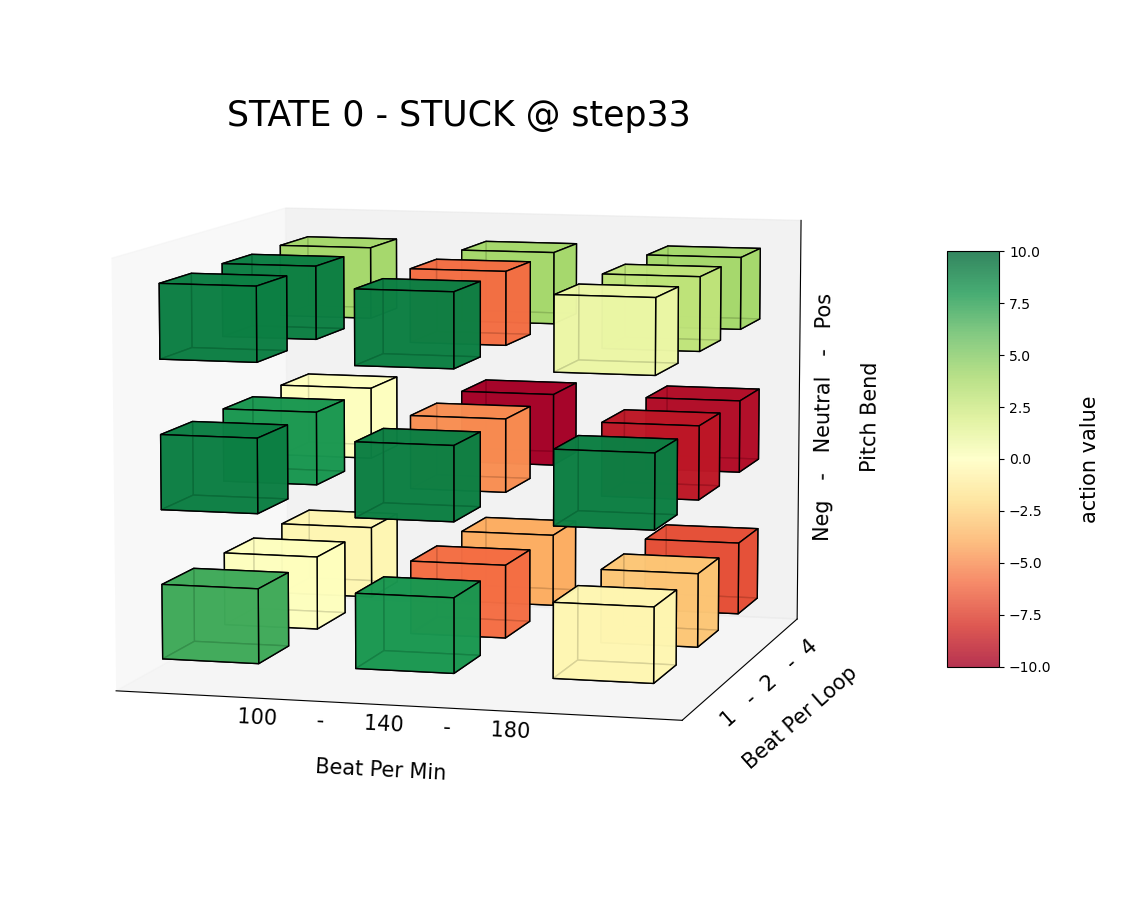 STATE 0 - STUCK @ step33
100 - 140 - 180
Beat Per Min
1 - 2 - 4
Beat Per Loop
Neg - Neutral - Pos
Pitch Bend
10.0
7.5
5.0
2.5
0.0
−2.5
−5.0
−7.5
−10.0
action value